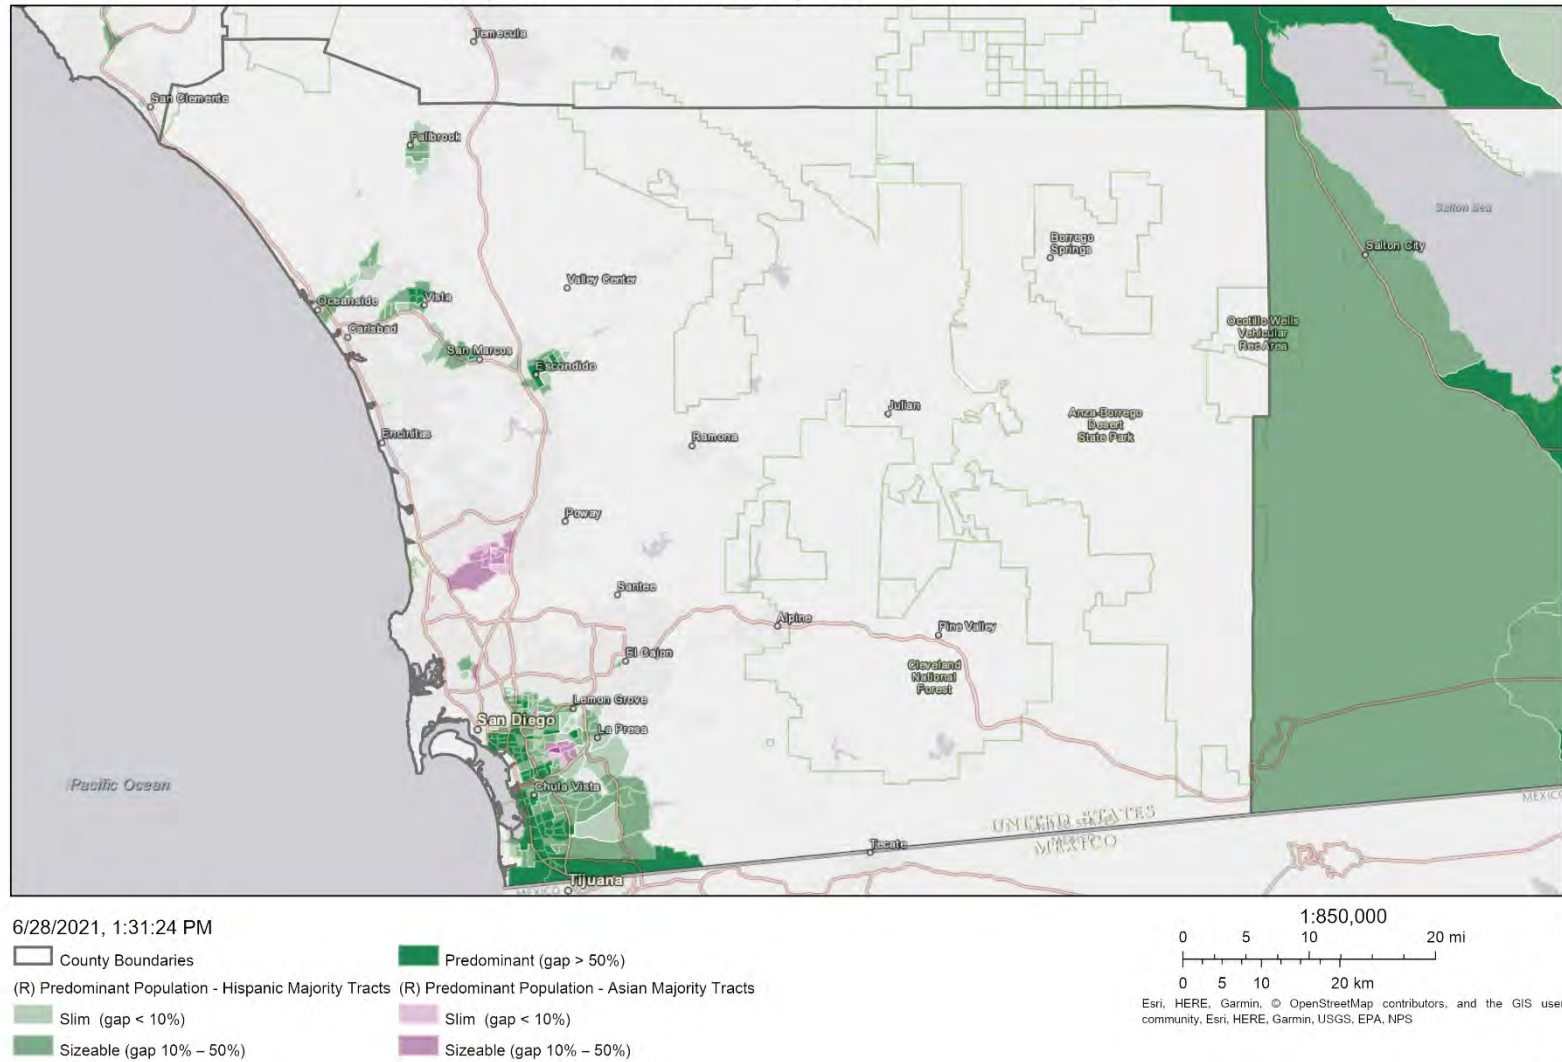 Temecula
San Clemente
Fallbrook
Salton Sea
Borrego
Springs
Salton City
Valley Center
Oceanside
Vista
Carlsbad
Ocotillo Wells
Vehicular
Rec Area
San Marcos
Escondido
Julian
Anza-Borrego
Desert
State Park
Encinitas
Ramona
Poway
Santee
Alpine
Pine Valley
El Cajon
Cleveland
National
Forest
Lemon Grove
San Diego
La Presa
Pacific Ocean
Chula Vista
MEXICO
UNITED STATES
MEXICO
Tecate
Tijuana
MEXICO
6/28/2021, 1:31:24 PM
County Boundaries
(R) Predominant Population - Hispanic Majority Tracts
Slim (gap < 10%)
Sizeable (gap 10% – 50%)
Predominant (gap > 50%)
(R) Predominant Population - Asian Majority Tracts
Slim (gap < 10%)
Sizeable (gap 10% – 50%)
1:850,000
0 5 10 20 mi
0 5 10 20 km
Esri, HERE, Garmin, © OpenStreetMap contributors, and the GIS user
community, Esri, HERE, Garmin, USGS, EPA, NPS